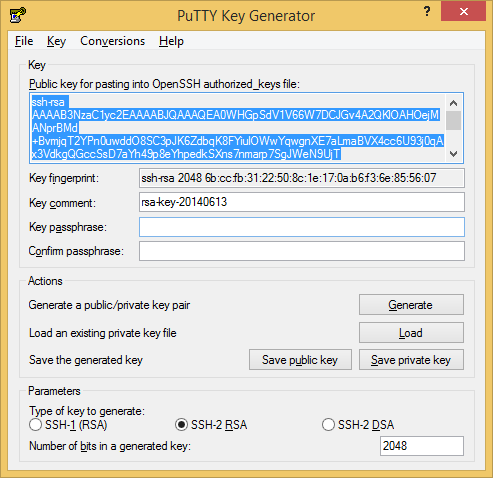 PuTTY Key Generator
? x
File Key Conversions Help
Key
Public key for pasting into OpenSSH authorized_keys file:
ssh-rsa
AAAAB3NzaC1yc2EAAAABJQAAAQEA0WHGpSdV1V66W7DCJGv4A2QKlOAHOejM
ANprBMd
+BvmjqT2YFn0uwddO8SC3pJK6ZdbqK8FYiulOWwYqwgnXE7aLmaBVX4cc6U93j0qA
x3VdkgQGccSsD7aYh49p8eYhpedkSXns7nmarp7SgJWeN9UjT
Key fingerprint: ssh-rsa 2048 6b:cc:fb:31:22:50:8c:1e:17:0a:b6:f3:6e:85:56:07
Key comment: rsa-key-20140613
Key passphrase:
Confirm passphrase:
Actions
Generate a public/private key pair Generate
Load an existing private key file Load
Save the generated key Save public key Save private key
Parameters
Type of key to generate:
SSH-1 (RSA) SSH-2 RSA SSH-2 DSA
Number of bits in a generated key: 2048